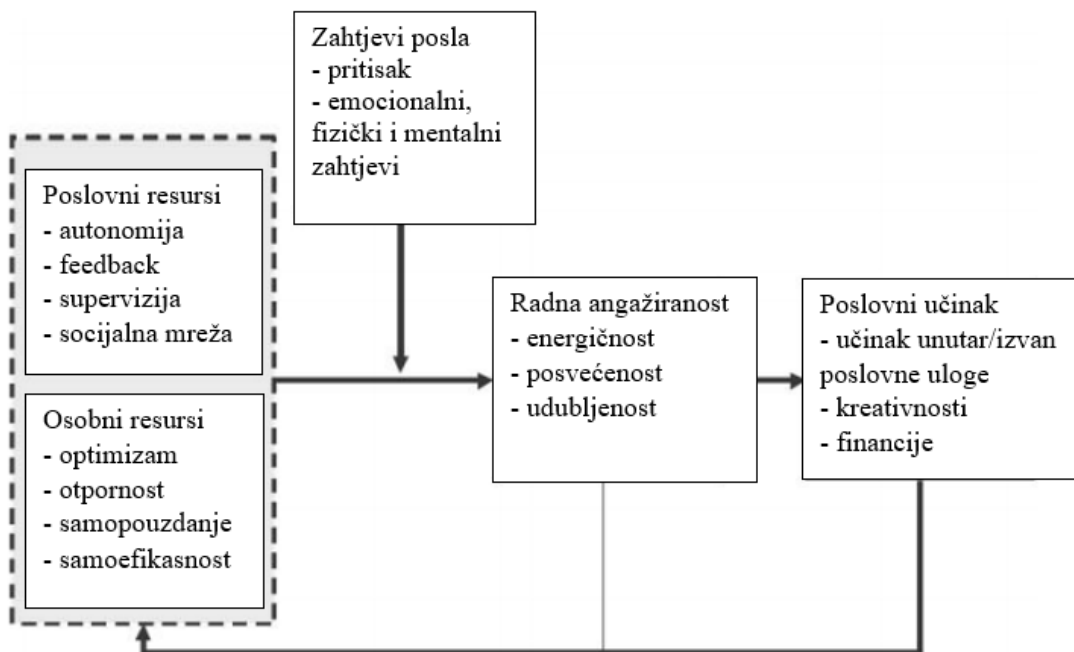 Zahtjevi posla
- pritisak
- emocionalni,
fizički i mentalni
zahtjevi
Poslovni resursi
- autonomija
- feedback
- supervizija
- socijalna mreža
Osobni resursi
- optimizam
- otpornost
- samopouzdanje
- samoefikasnost
Radna angažiranost
- energičnost
- posvećenost
- udubljenost
Poslovni učinak
- učinak unutar/izvan
poslovne uloge
- kreativnosti
- financije